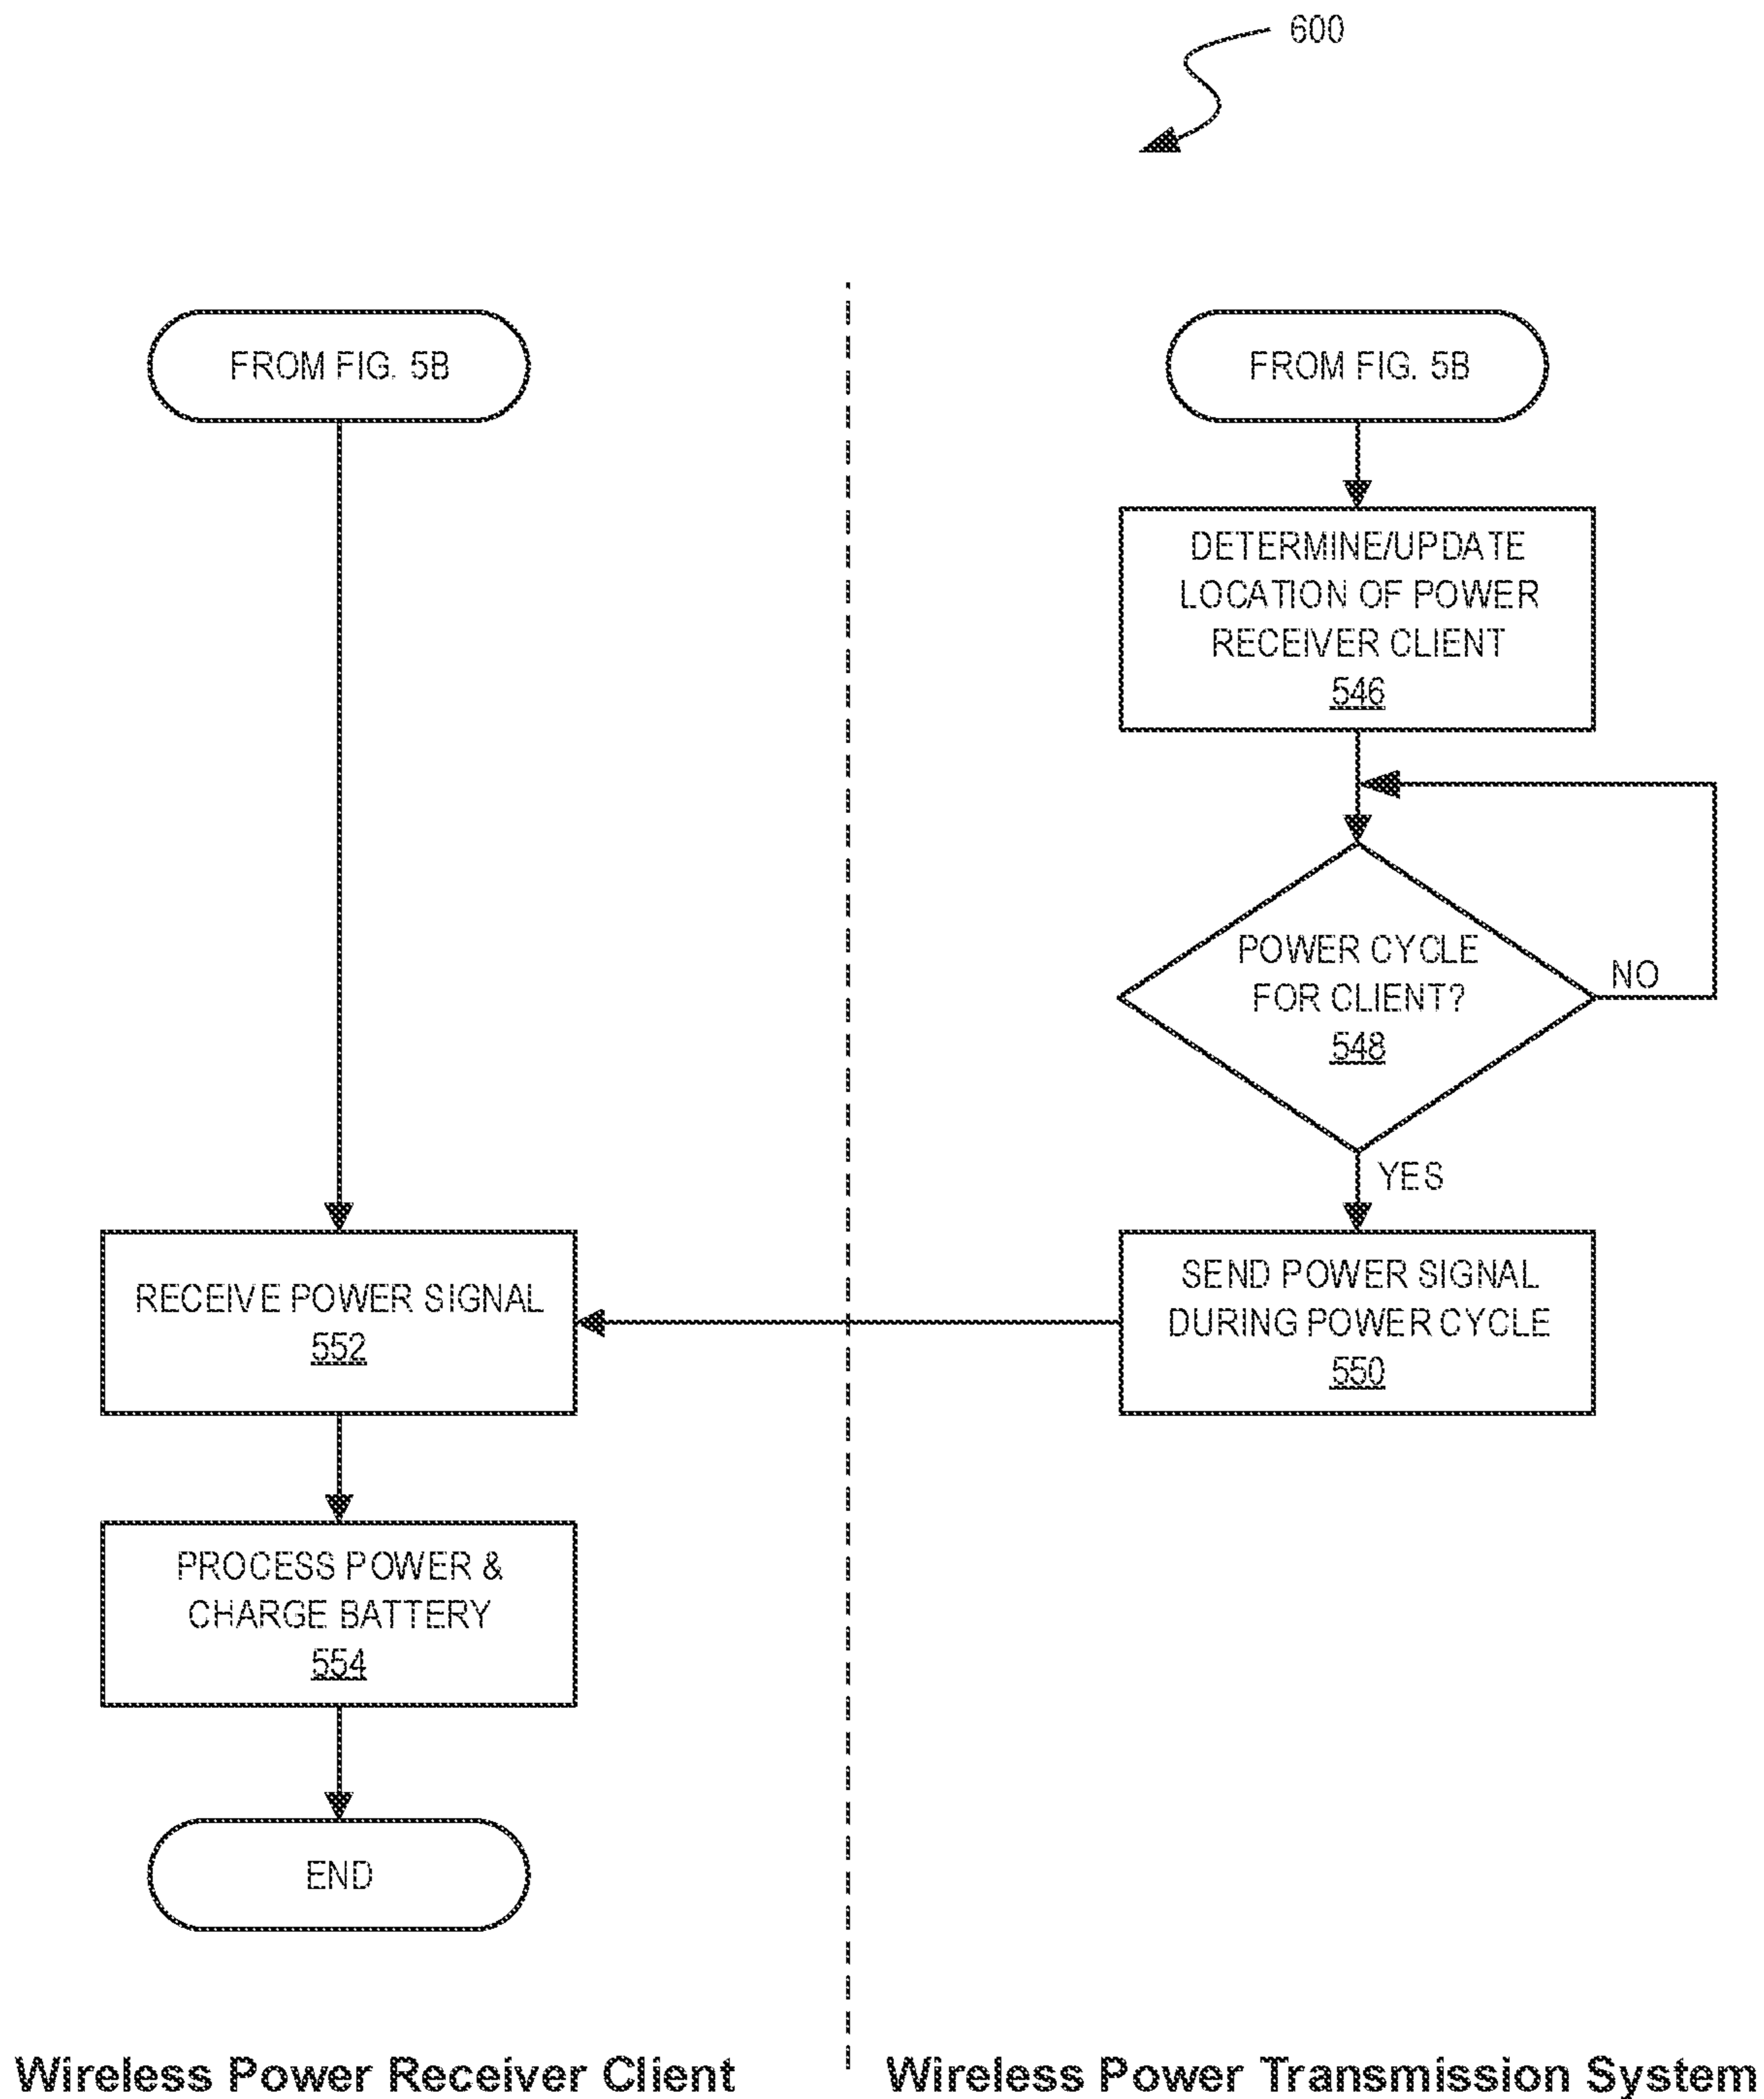 600
FROM FIG. 5B
FROM FIG. 5B
DETERMINE/UPDATE
LOCATION OF POWER
RECEIVER CLIENT
546
POWER CYCLE
FOR CLIENT?
548
NO
YES
RECEIVE POWER SIGNAL
552
SEND POWER SIGNAL
DURING POWER CYCLE
550
PROCESS POWER &
CHARGE BATTERY
554
END
Wireless Power Receiver Client
Wireless Power Transmission System